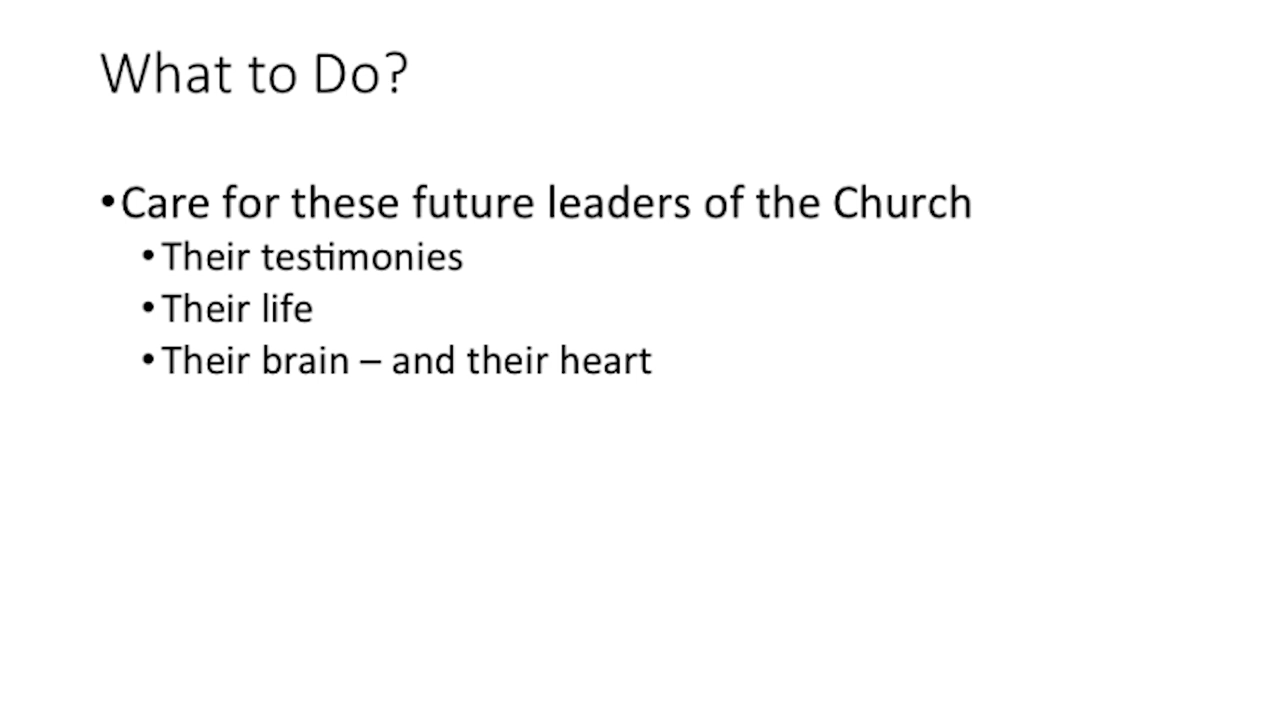 What to Do?
•Care for these future leaders of the Church
•Their testimonies
•Their life
•Their brain – and their heart